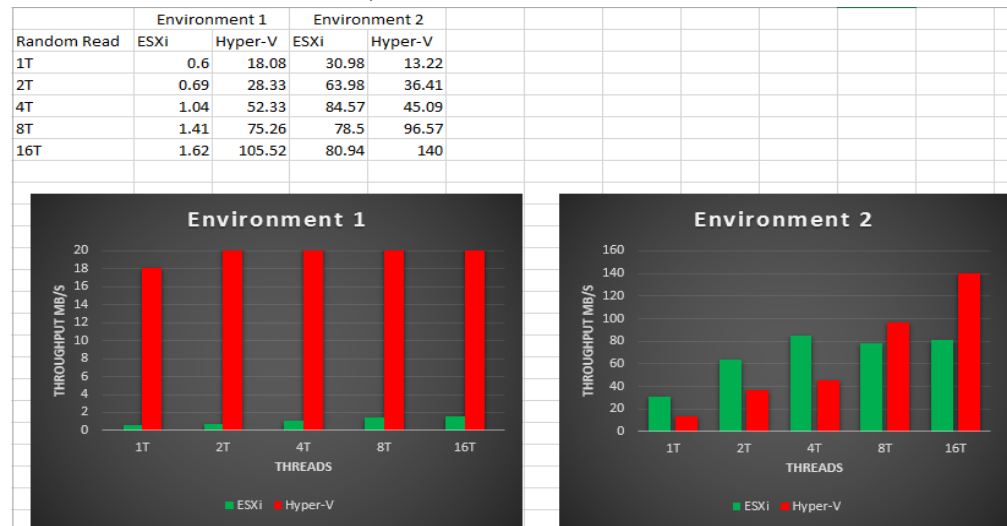 Environment 1 Environment 2
Random Read ESXi Hyper-V ESXi Hyper-V
1T 0.6 18.08 30.98 13.22
2T 0.69 28.33 63.98 36.41
4T 1.04 52.33 84.57 45.09
8T 1.41 75.26 78.5 96.57
16T 1.62 105.52 80.94 140
Environment 1
20
18
16
14
12
10
8
6
4
2
0
THROUGHPUT MB/S
1T 2T 4T 8T 16T
THREADS
ESXi Hyper-V
Environment 2
160
140
120
100
80
60
40
20
0
THROUGHPUT MB/S
1T 2T 4T 8T 16T
THREADS
ESXi Hyper-V